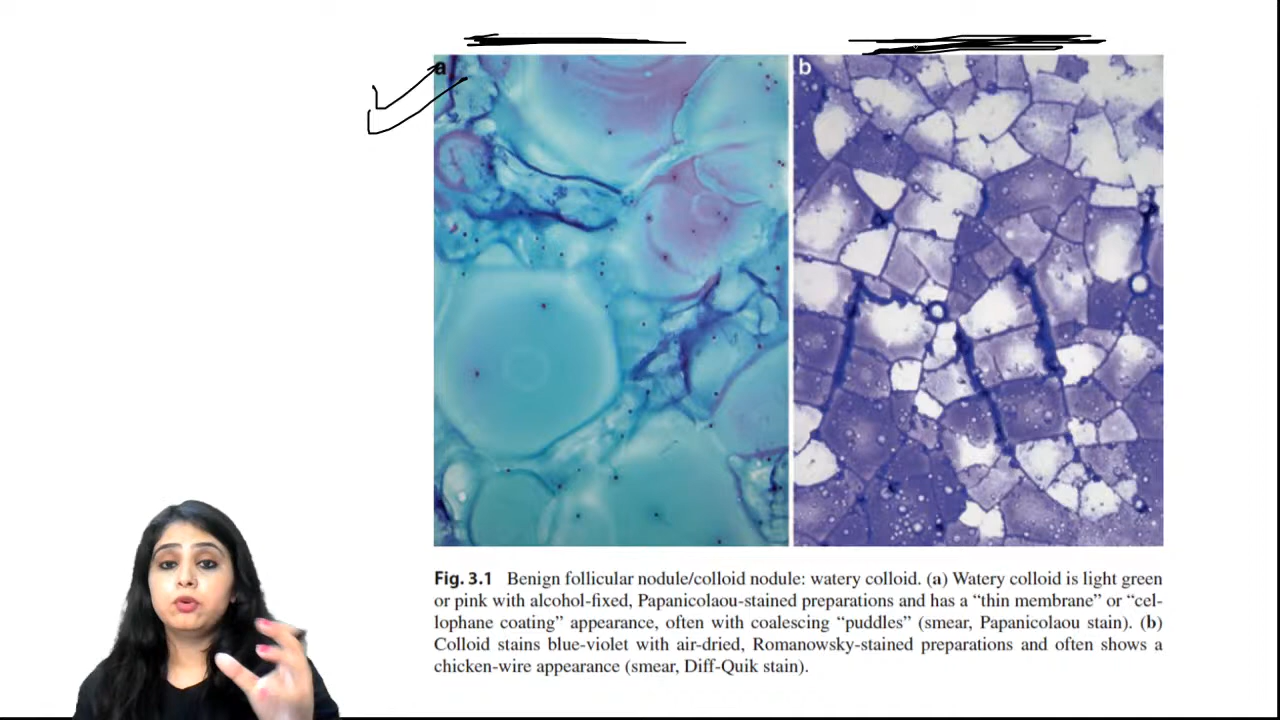 a
b
Fig. 3.1 Benign follicular nodule/colloid nodule: watery colloid. (a) Watery colloid is light green
or pink with alcohol-fixed, Papanicolaou-stained preparations and has a “thin membrane” or “cel-
lophane coating” appearance, often with coalescing “puddles” (smear, Papanicolaou stain). (b)
Colloid stains blue-violet with air-dried, Romanowsky-stained preparations and often shows a
chicken-wire appearance (smear, Diff-Quik stain).